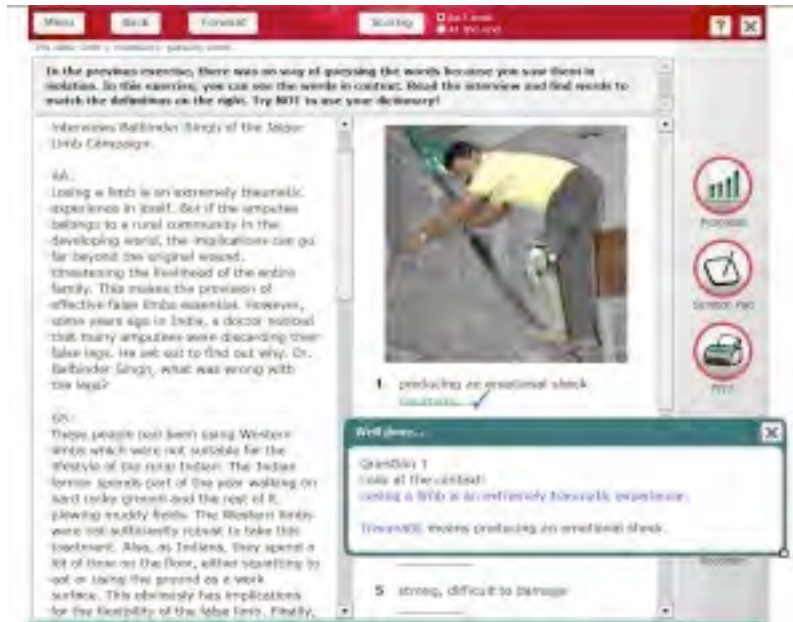 Menu Back Forward Scoring
At the end
?
In the previous exercise, there was no way of guessing the words because you saw them in
isolation. In this exercise, you can see the words in context. Read the interview and find words to
match the definitions on the right. Try NOT to use your dictionary!
interviews Balbinder Singh of the Jaipur
Limb Campaign.
Losing a limb is an extremely traumatic
experience in itself. But if the amputee
belongs to a rural community in the
developing world, the implications can go
far beyond the original wound,
threatening the livelihood of the entire
family. This makes the provision of
effective false limbs essential. However,
some years ago in India, a doctor noticed
that many amputees were discarding their
false legs. He set out to find out why. Dr.
Balbinder Singh, what was wrong with
the legs?
These people had been using Western
limbs which were not suitable for the
lifestyle of the rural Indian. The Indian
farmer spends part of the year walking on
hard rocky ground and the rest of it
plowing muddy fields. The Western limbs
were not sufficiently robust to take this
treatment. Also, as Indians, they spend a
lot of time on the floor, either squatting to
eat or using the ground as a work
surface. This obviously has implications
for the flexibility of the false limb. Finally,
1 producing an emotional shock
traumatic
Well done...
Question 1
Look at the context:
Losing a limb is an extremely traumatic experience.
traumatic means producing an emotional shock.
5 strong, difficult to damage
Progress
Scratch Pad
Print